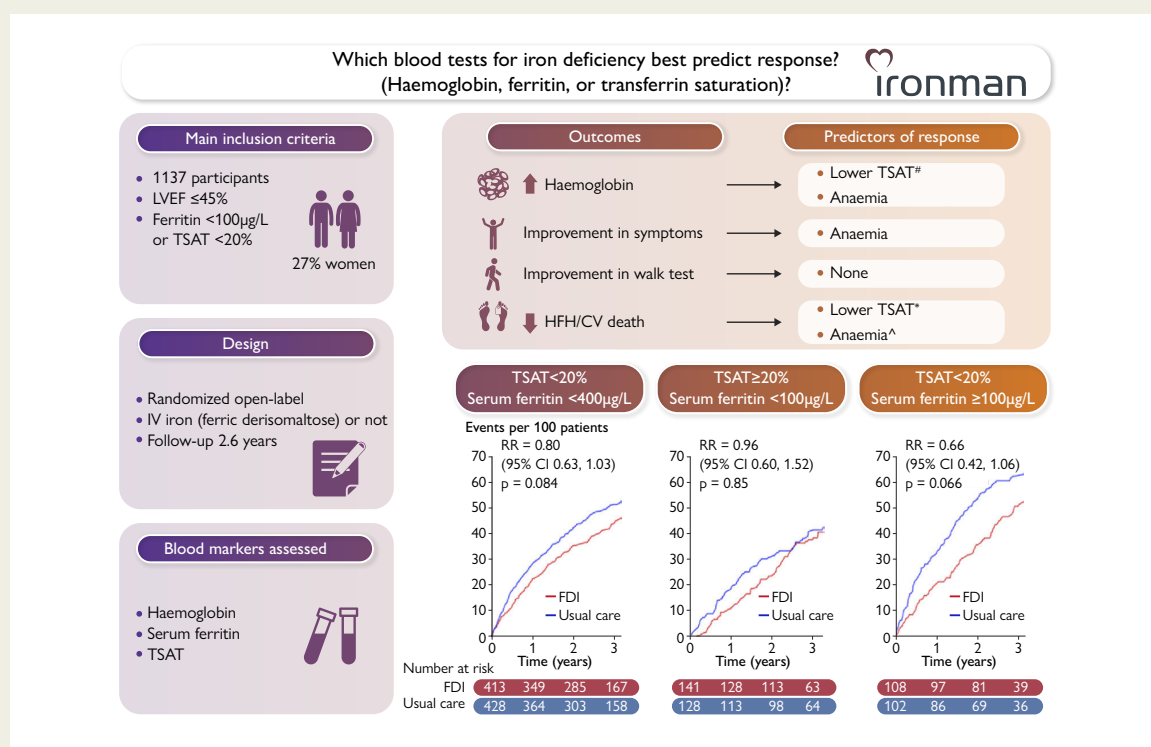 Which blood tests for iron deficiency best predict response?
(Haemoglobin, ferritin, or transferrin saturation)?
ironman
Main inclusion criteria
• 1137 participants
• LVEF ≤45%
• Ferritin <100µg/L
or TSAT <20%
27% women
Design
• Randomized open-label
• IV iron (ferric derisomaltose) or not
• Follow-up 2.6 years
Blood markers assessed
• Haemoglobin
• Serum ferritin
• TSAT
Outcomes
Predictors of response
Haemoglobin
• Lower TSAT#
• Anaemia
Improvement in symptoms
• Anaemia
Improvement in walk test
• None
HFH/CV death
• Lower TSAT*
• Anaemia^
TSAT<20%
Serum ferritin <400µg/L
Events per 100 patients
RR = 0.80
(95% CI 0.63, 1.03)
p = 0.084
70
60
50
40
30
20
10
0
FDI
Usual care
0 1 2 3
Time (years)
TSAT≥20%
Serum ferritin <100µg/L
RR = 0.96
(95% CI 0.60, 1.52)
p = 0.85
70
60
50
40
30
20
10
0
FDI
Usual care
0 1 2 3
Time (years)
TSAT<20%
Serum ferritin ≥100µg/L
RR = 0.66
(95% CI 0.42, 1.06)
p = 0.066
70
60
50
40
30
20
10
0
FDI
Usual care
0 1 2 3
Time (years)
Number at risk
FDI 413 349 285 167 141 128 113 63 108 97 81 39
Usual care 428 364 303 158 128 113 98 64 102 86 69 36